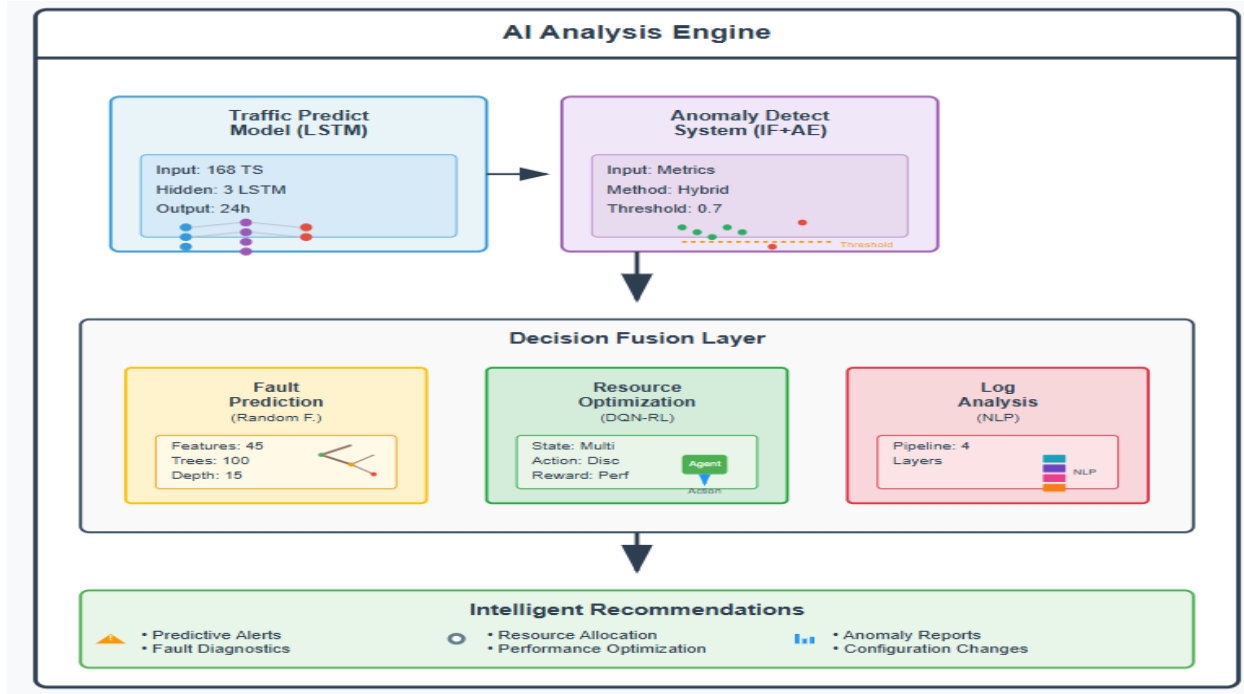 AI Analysis Engine
Traffic Predict
Model (LSTM)
Input: 168 TS
Hidden: 3 LSTM
Output: 24h
Anomaly Detect
System (IF+AE)
Input: Metrics
Method: Hybrid
Threshold: 0.7
Threshold
Decision Fusion Layer
Fault
Prediction
(Random F.)
Features: 45
Trees: 100
Depth: 15
Resource
Optimization
(DQN-RL)
State: Multi
Action: Disc
Reward: Perf
Agent
Action
Log
Analysis
(NLP)
Pipeline: 4
Layers
NLP
Intelligent Recommendations
• Predictive Alerts
• Fault Diagnostics
• Resource Allocation
• Performance Optimization
• Anomaly Reports
• Configuration Changes